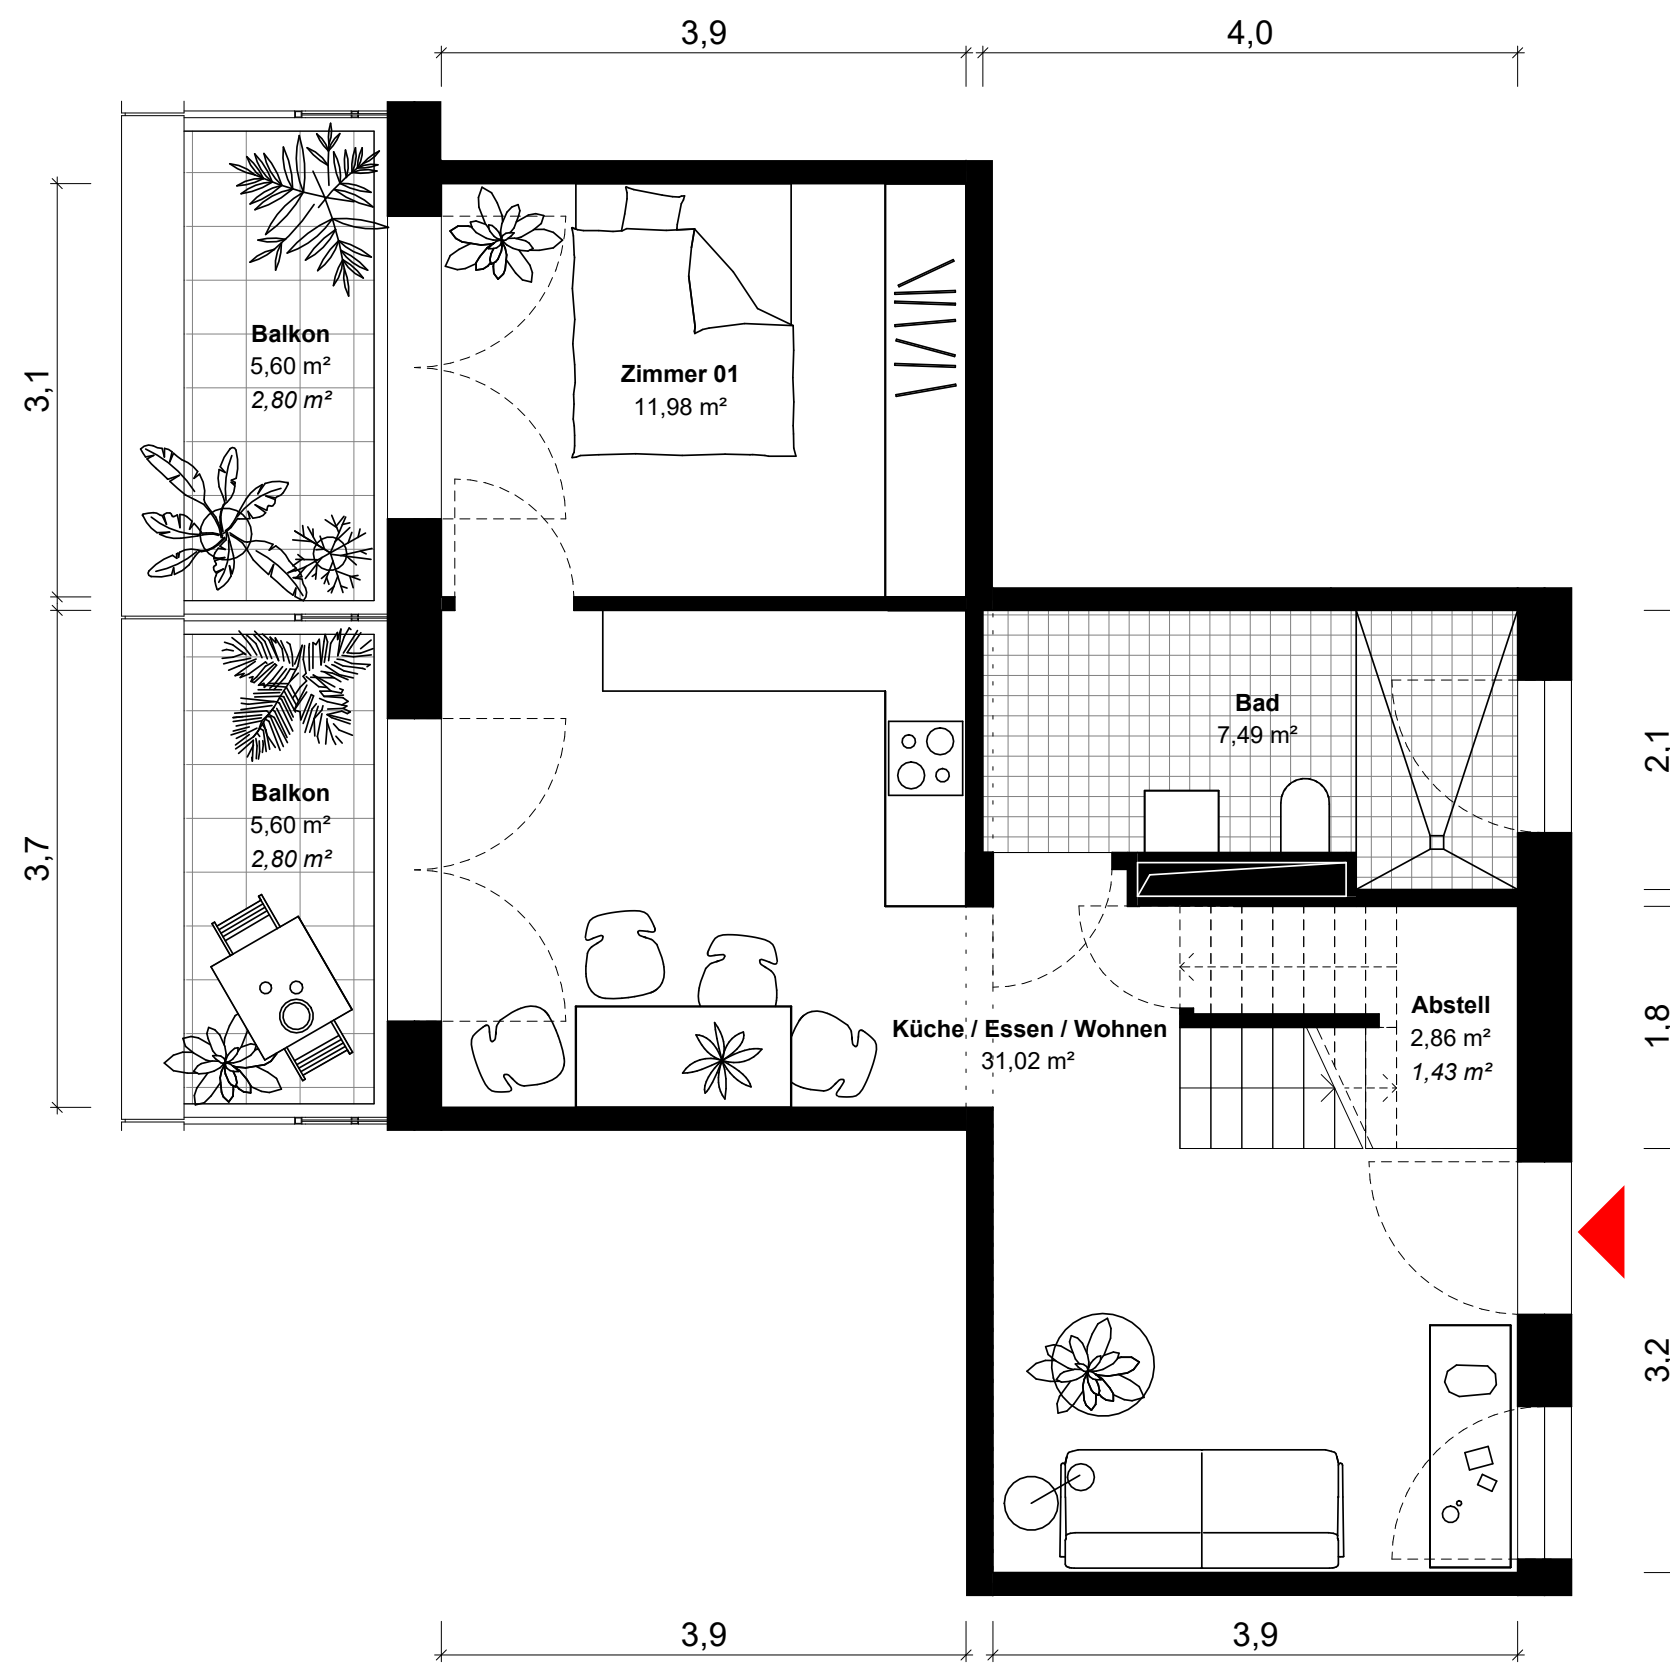 3,9
4,0
3,1
Balkon
5,60 m²
2,80 m²
Zimmer 01
11,98 m²
Bad
7,49 m²
2,1
3,7
Balkon
5,60 m²
2,80 m²
Küche / Essen / Wohnen
31,02 m²
Abstell
2,86 m²
1,43 m²
1,8
3,2
3,9
3,9